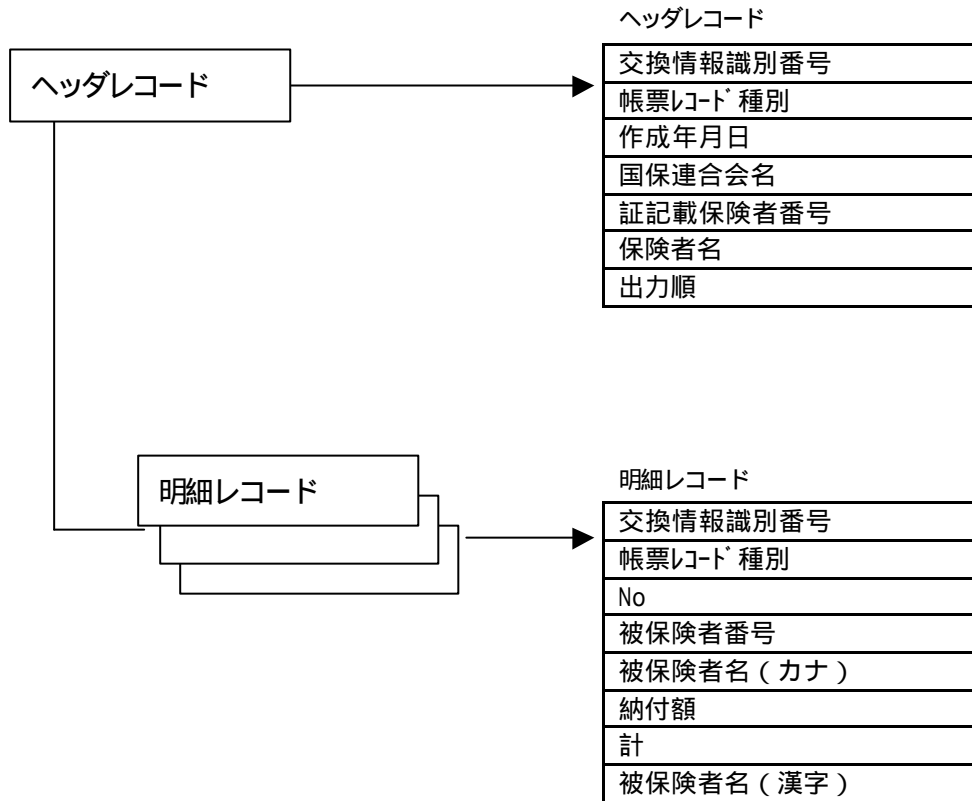 ヘッダレコード
ヘッダレコード
交換情報識別番号
帳票ﾚｺｰﾄﾞ種別
作成年月日
国保連合会名
証記載保険者番号
保険者名
出力順
明細レコード
明細レコード
交換情報識別番号
帳票ﾚｺｰﾄﾞ種別
No
被保険者番号
被保険者名(カナ)
納付額
計
被保険者名(漢字)